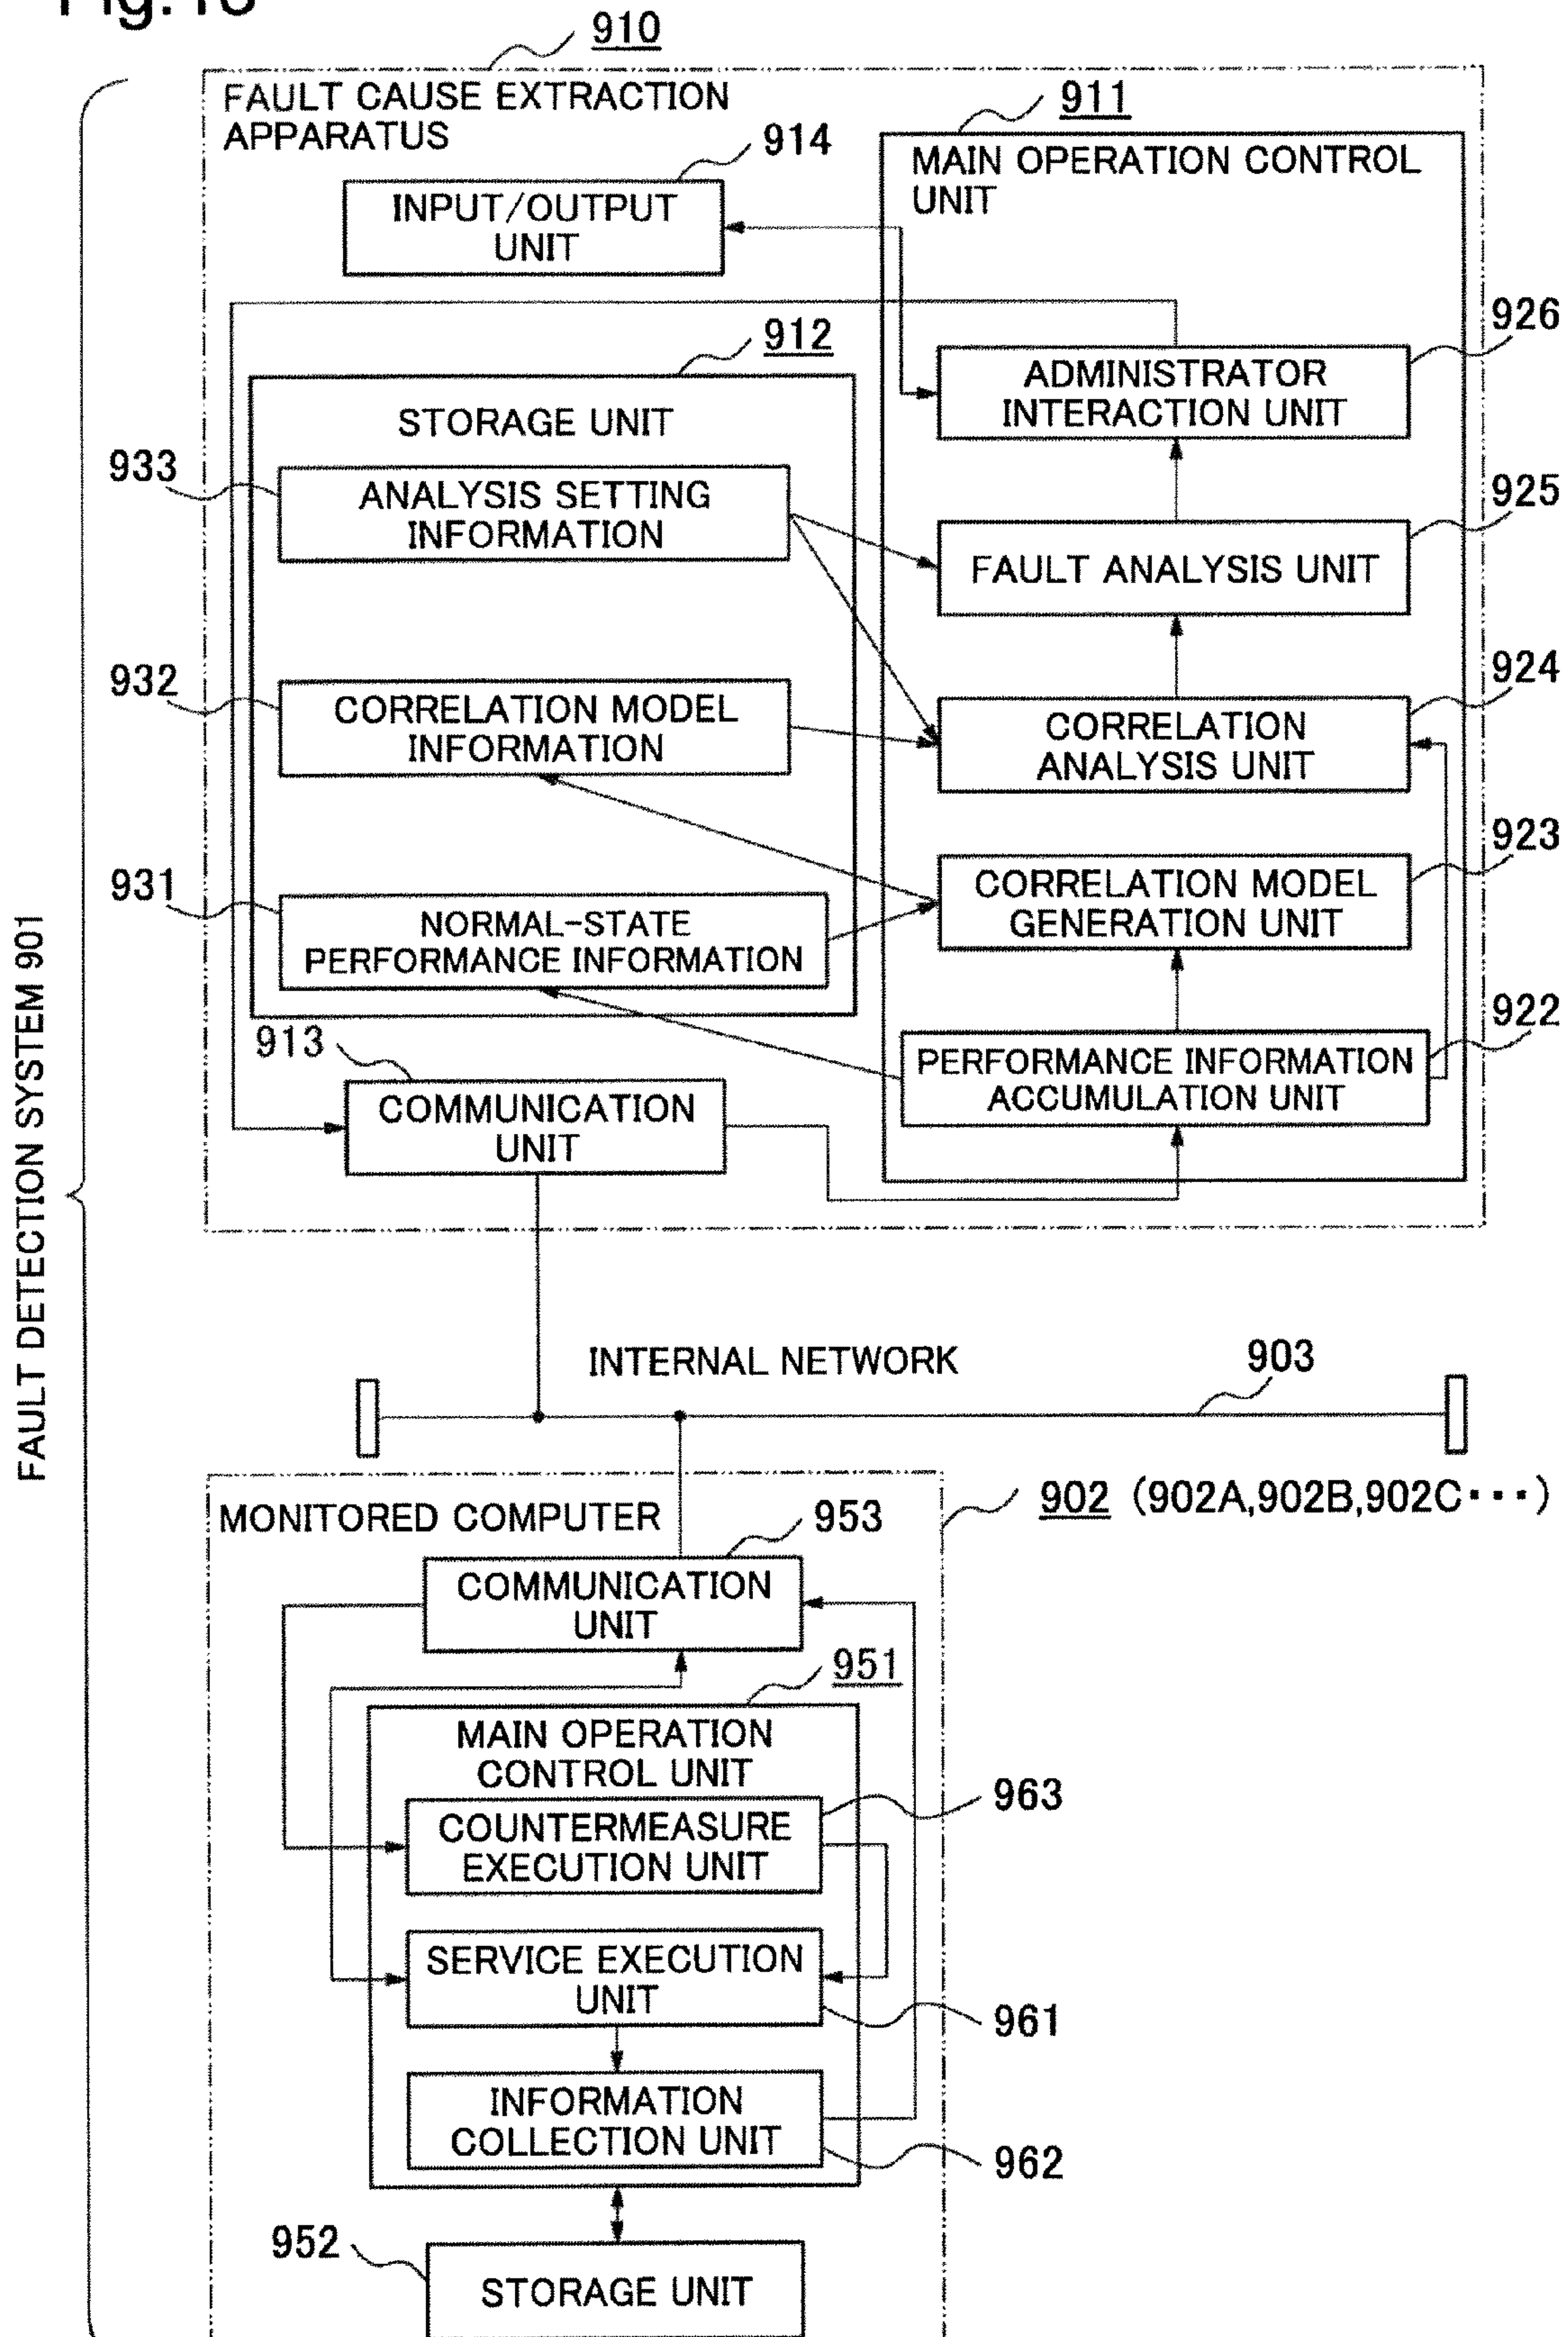 910
FAULT CAUSE EXTRACTION
APPARATUS
911
914
MAIN OPERATION CONTROL
UNIT
INPUT/OUTPUT
UNIT
926
912
ADMINISTRATOR
INTERACTION UNIT
STORAGE UNIT
933
925
ANALYSIS SETTING
INFORMATION
FAULT ANALYSIS UNIT
932
924
CORRELATION MODEL
INFORMATION
CORRELATION
ANALYSIS UNIT
923
931
CORRELATION MODEL
GENERATION UNIT
NORMAL-STATE
PERFORMANCE INFORMATION
922
913
PERFORMANCE INFORMATION
ACCUMULATION UNIT
COMMUNICATION
UNIT
FAULT DETECTION SYSTEM 901
INTERNAL NETWORK
903
902 (902A,902B,902C···)
MONITORED COMPUTER
953
COMMUNICATION
UNIT
951
MAIN OPERATION
CONTROL UNIT
963
COUNTERMEASURE
EXECUTION UNIT
SERVICE EXECUTION
UNIT
961
INFORMATION
COLLECTION UNIT
962
952
STORAGE UNIT